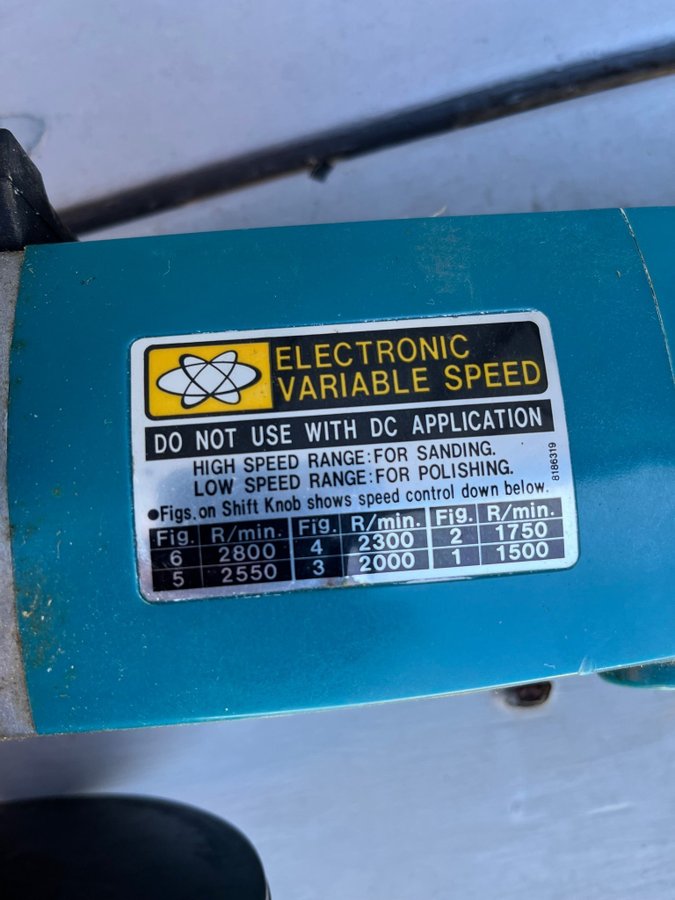 ELECTRONIC
VARIABLE SPEED
DO NOT USE WITH DC APPLICATION
HIGH SPEED RANGE:FOR SANDING.
LOW SPEED RANGE:FOR POLISHING.
8186319
●Figs. on Shift Knob shows speed control down below.
Fig. R/min. Fig. R/min. Fig. R/min.
6 2800 4 2300 2 1750
5 2550 3 2000 1 1500